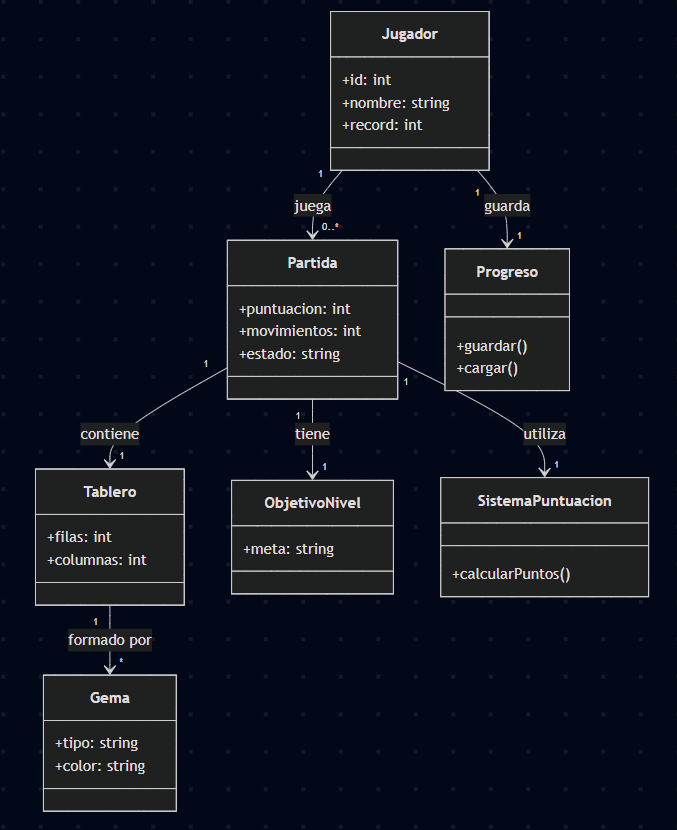 Jugador
+id: int
+nombre: string
+record: int
1
1
juega
guarda
0..*
1
Partida
+puntuacion: int
+movimientos: int
+estado: string
Progreso
+guardar()
+cargar()
1
1
1
contiene
tiene
utiliza
1
1
1
Tablero
+filas: int
+columnas: int
ObjetivoNivel
+meta: string
SistemaPuntuacion
+calcularPuntos()
1
formado por
*
Gema
+tipo: string
+color: string